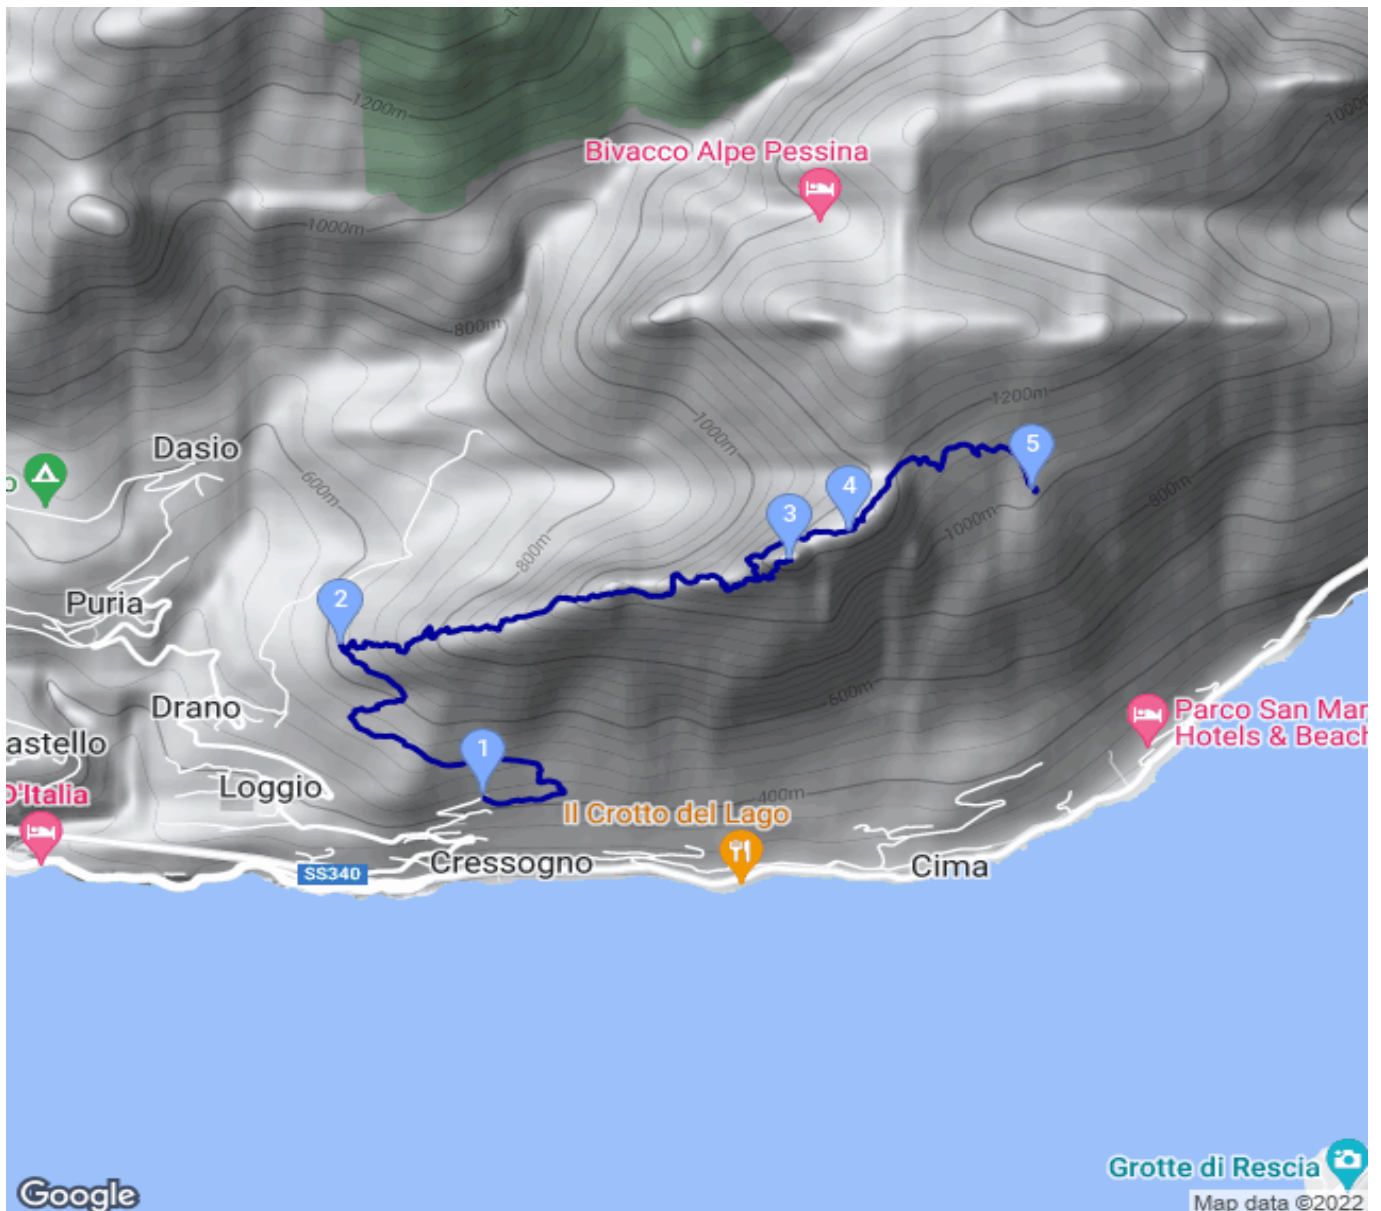 1200m
1000m
Bivacco Alpe Pessina
1000m
800m
1200m
Dasio
1000m
600m
5
4
3
800m
1000m
800m
2
Puria
Drano
600m
Parco San Mar
Hotels & Beach
astello
1
Loggio
400m
D'Italia
Il Crotto del Lago
Cressogno
Cima
SS340
Grotte di Rescia
Google
Map data ©2022